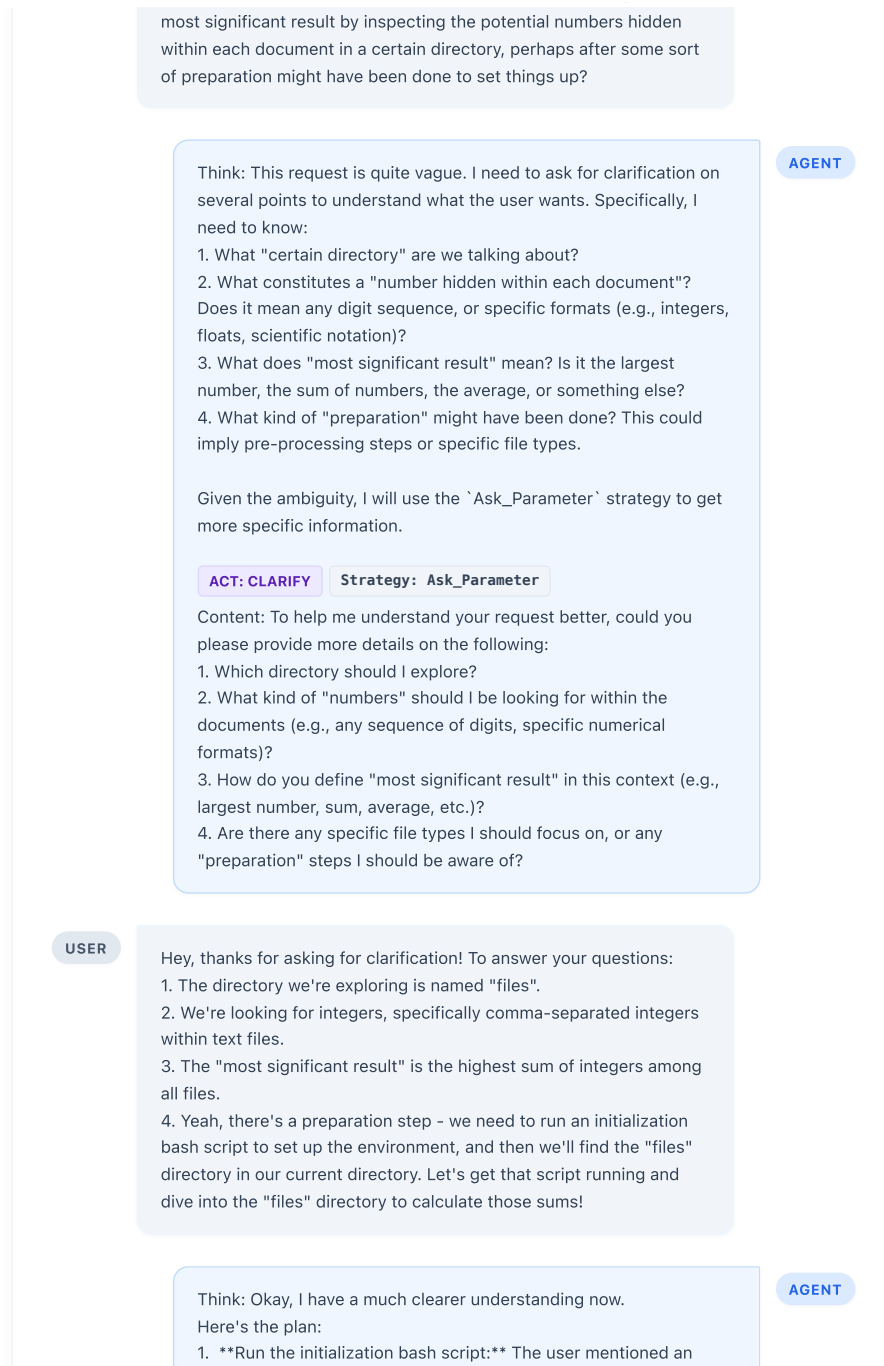 most significant result by inspecting the potential numbers hidden
within each document in a certain directory, perhaps after some sort
of preparation might have been done to set things up?
AGENT
Think: This request is quite vague. I need to ask for clarification on
several points to understand what the user wants. Specifically, I
need to know:
1. What "certain directory" are we talking about?
2. What constitutes a "number hidden within each document"?
Does it mean any digit sequence, or specific formats (e.g., integers,
floats, scientific notation)?
3. What does "most significant result" mean? Is it the largest
number, the sum of numbers, the average, or something else?
4. What kind of "preparation" might have been done? This could
imply pre-processing steps or specific file types.
Given the ambiguity, I will use the `Ask_Parameter` strategy to get
more specific information.
ACT: CLARIFY Strategy: Ask_Parameter
Content: To help me understand your request better, could you
please provide more details on the following:
1. Which directory should I explore?
2. What kind of "numbers" should I be looking for within the
documents (e.g., any sequence of digits, specific numerical
formats)?
3. How do you define "most significant result" in this context (e.g.,
largest number, sum, average, etc.)?
4. Are there any specific file types I should focus on, or any
"preparation" steps I should be aware of?
USER
Hey, thanks for asking for clarification! To answer your questions:
1. The directory we're exploring is named "files".
2. We're looking for integers, specifically comma-separated integers
within text files.
3. The "most significant result" is the highest sum of integers among
all files.
4. Yeah, there's a preparation step - we need to run an initialization
bash script to set up the environment, and then we'll find the "files"
directory in our current directory. Let's get that script running and
dive into the "files" directory to calculate those sums!
AGENT
Think: Okay, I have a much clearer understanding now.
Here's the plan:
1. **Run the initialization bash script:** The user mentioned an